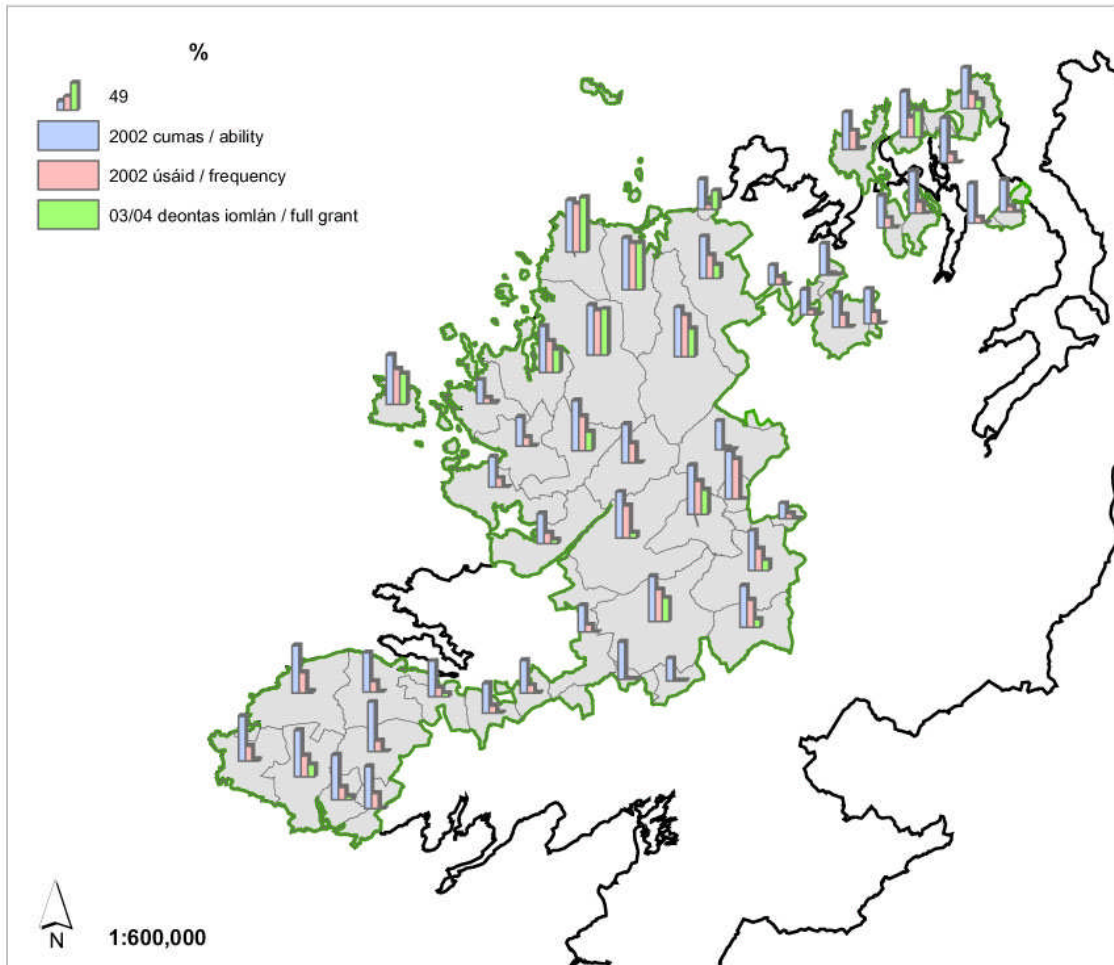 %
49
2002 cumas / ability
2002 úsáid / frequency
03/04 deontas iomlán / full grant
N
1:600,000